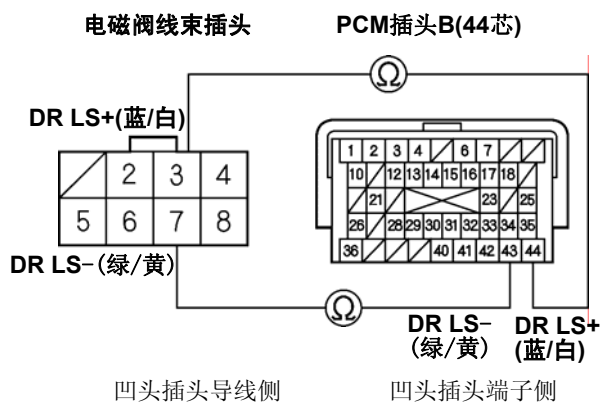 电磁阀线束插头 PCM插头B(44芯)
Ω
DR LS+(蓝/白)
2 3 4
5 6 7 8
DR LS-(绿/黄)
1 2 3 4 6 7
10 12 13 14 15 16 17 18
21 23 25
26 28 29 30 31 32 33 34 35
36 40 41 42 43 44
Ω
DR LS- DR LS+
(绿/黄) (蓝/白)
凹头插头导线侧 凹头插头端子侧